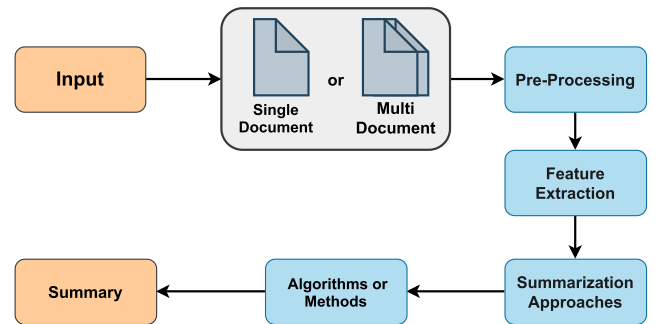 Input
Single
Document
or
Multi
Document
Pre-Processing
Feature
Extraction
Summarization
Approaches
Algorithms or
Methods
Summary